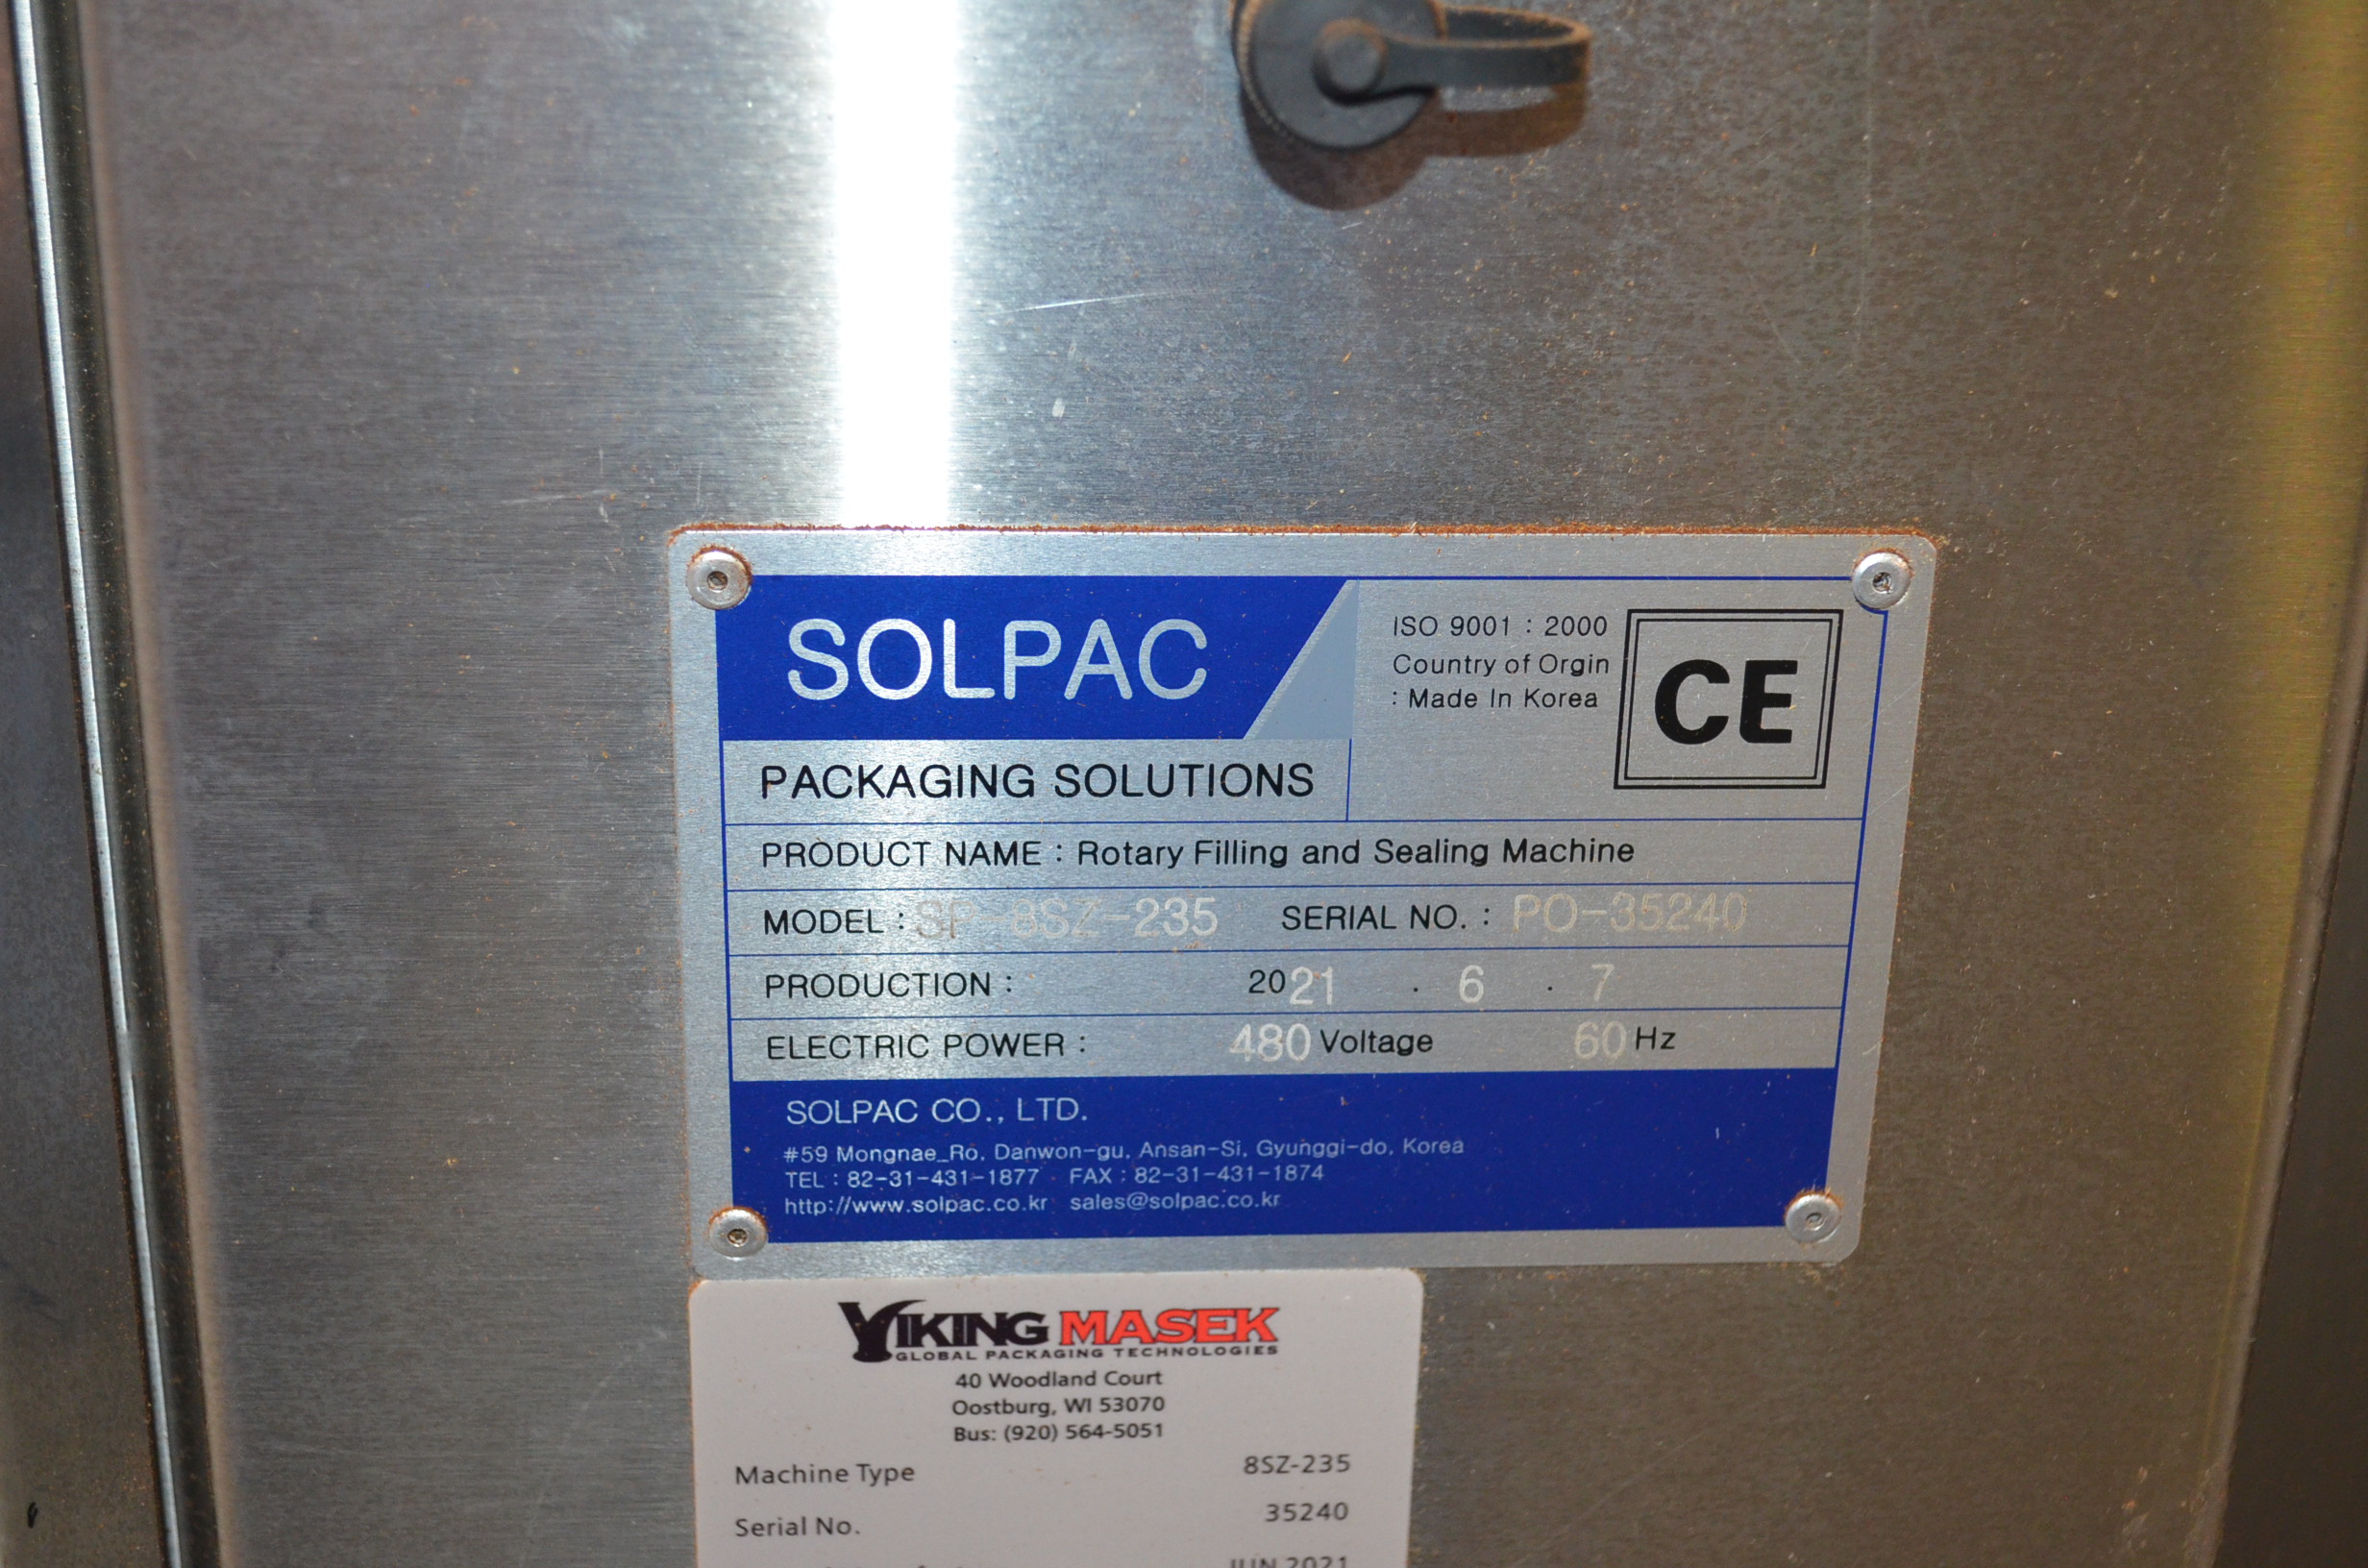 SOLPAC
ISO 9001 : 2000
Country of Orgin
: Made In Korea
CE
PACKAGING SOLUTIONS
PRODUCT NAME : Rotary Filling and Sealing Machine
MODEL : SP-8SZ-235 SERIAL NO. : PO-35240
PRODUCTION : 2021 . 6 . 7
ELECTRIC POWER : 480 Voltage 60 Hz
SOLPAC CO., LTD.
#59 Mongnae_Ro, Danwon-gu, Ansan-Si, Gyunggi-do, Korea
TEL : 82-31-431-1877 FAX : 82-31-431-1874
http://www.solpac.co.kr sales@solpac.co.kr
VIKING MASEK
GLOBAL PACKAGING TECHNOLOGIES
40 Woodland Court
Oostburg, WI 53070
Bus: (920) 564-5051
Machine Type 8SZ-235
Serial No. 35240
JUN 2021